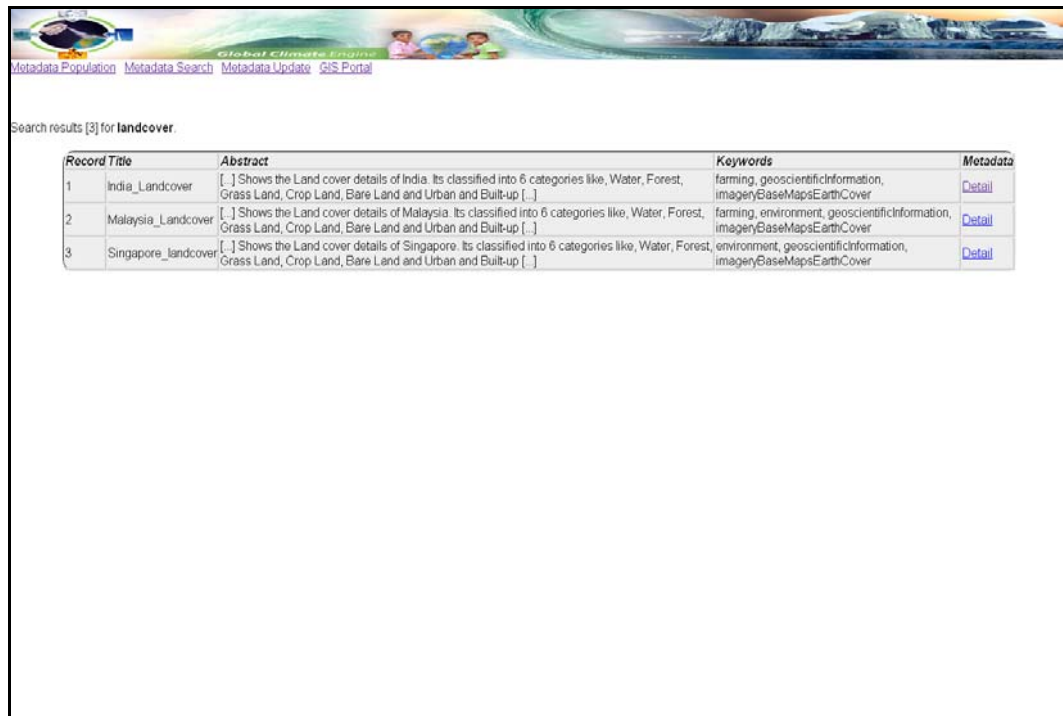 Global Climate Engine
Metadata Population Metadata Search Metadata Update GIS Portal
Search results [3] for landcover.
Record Title Abstract Keywords Metadata
1 India_Landcover [...] Shows the Land cover details of India. Its classified into 6 categories like, Water, Forest, Grass Land, Crop Land, Bare Land and Urban and Built-up [...] farming, geoscientificInformation, imageryBaseMapsEarthCover Detail
2 Malaysia_Landcover [...] Shows the Land cover details of Malaysia. Its classified into 6 categories like, Water, Forest, Grass Land, Crop Land, Bare Land and Urban and Built-up [...] farming, environment, geoscientificInformation, imageryBaseMapsEarthCover Detail
3 Singapore_landcover [...] Shows the Land cover details of Singapore. Its classified into 6 categories like, Water, Forest, Grass Land, Crop Land, Bare Land and Urban and Built-up [...] environment, geoscientificInformation, imageryBaseMapsEarthCover Detail